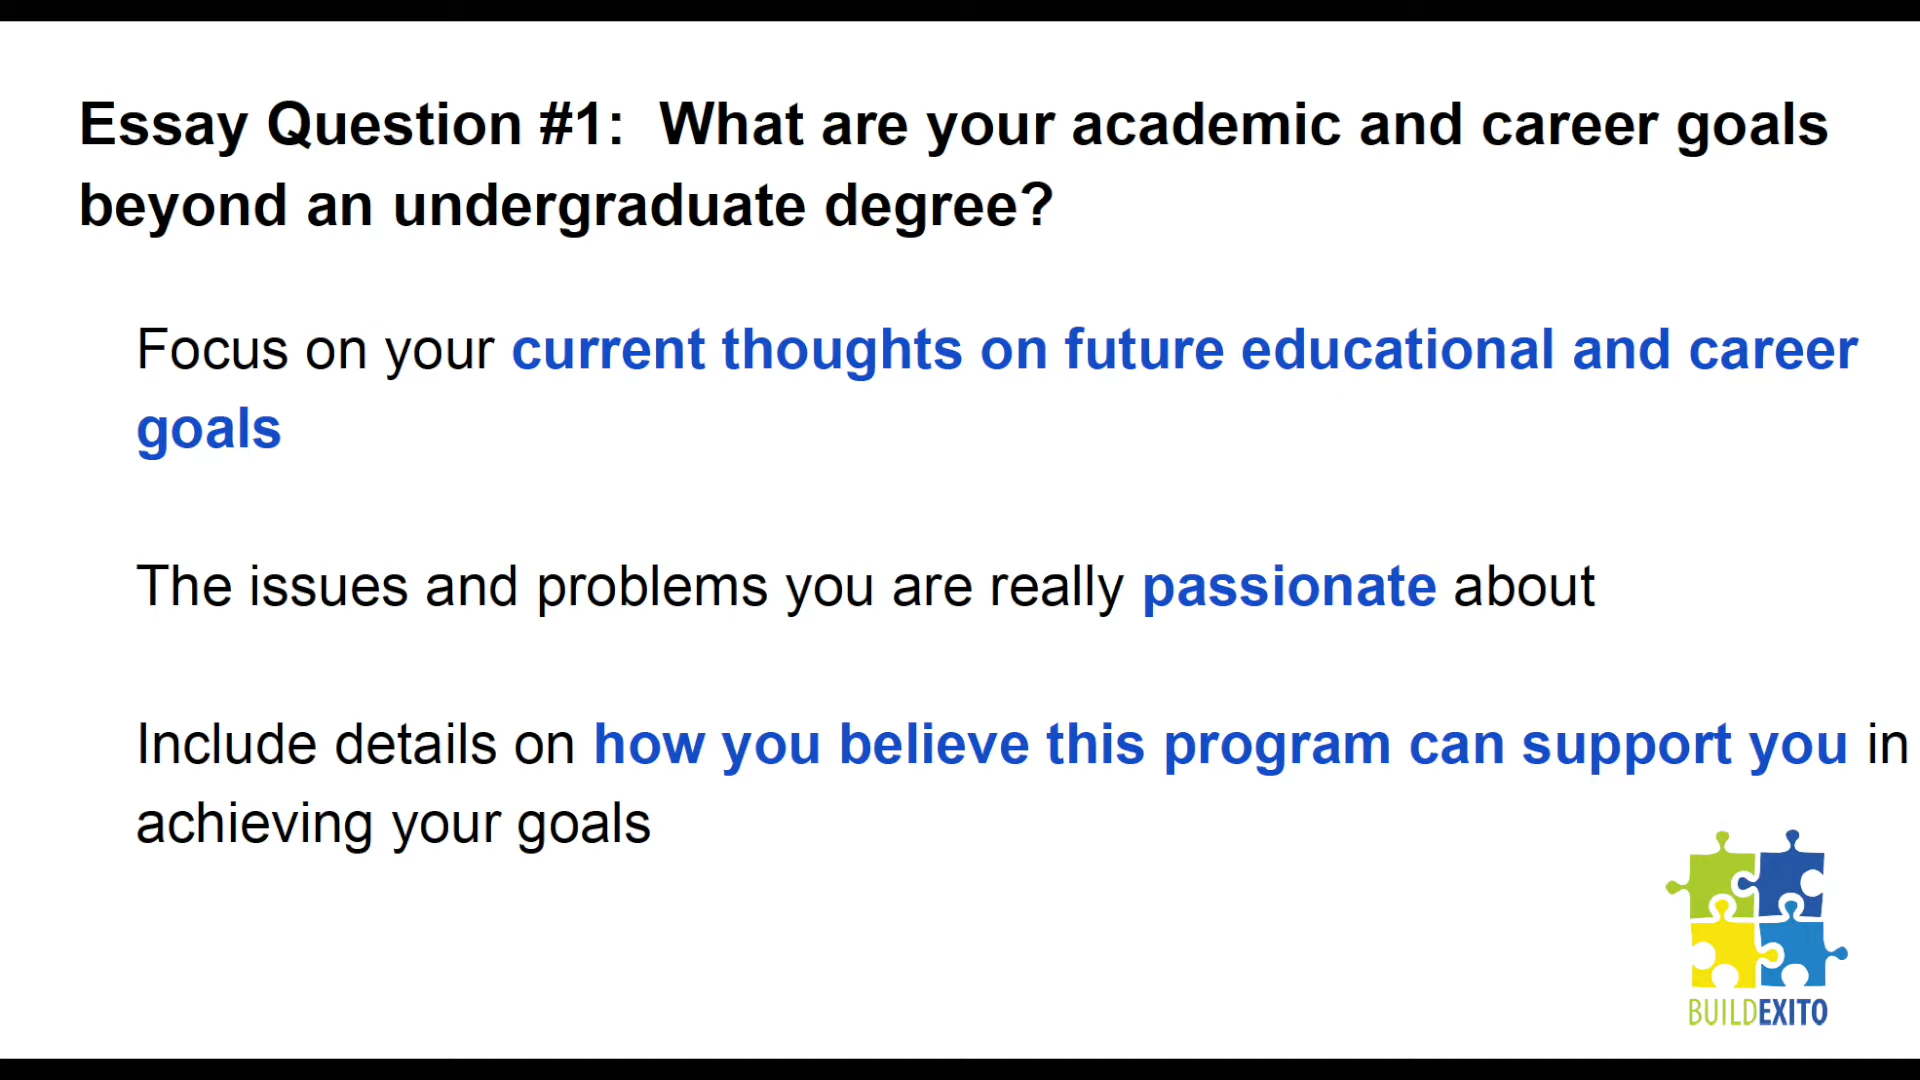 Essay Question #1:  What are your academic and career goals
beyond an undergraduate degree?
Focus on your current thoughts on future educational and career
goals
The issues and problems you are really passionate about
Include details on how you believe this program can support you in
achieving your goals
BUILDEXITO